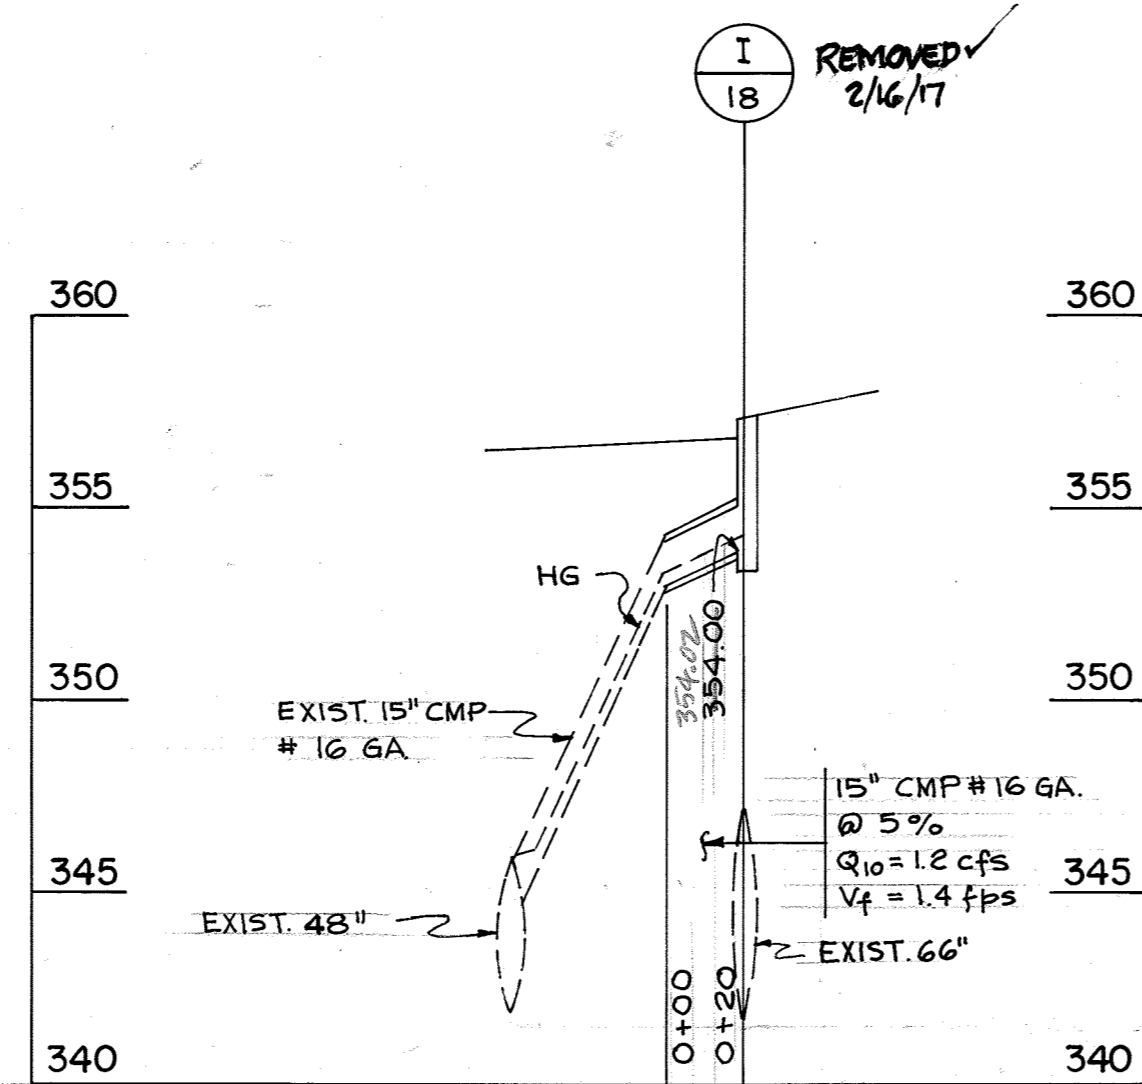 I
18
REMOVED ✓
2/16/17
360
360
355
355
HG
354.02
354.00
350
350
EXIST. 15" CMP
# 16 GA.
15" CMP # 16 GA.
@ 5%
Q10 = 1.2 cfs
Vf = 1.4 fps
345
345
EXIST. 48"
EXIST. 66"
0+00
0+20
340
340